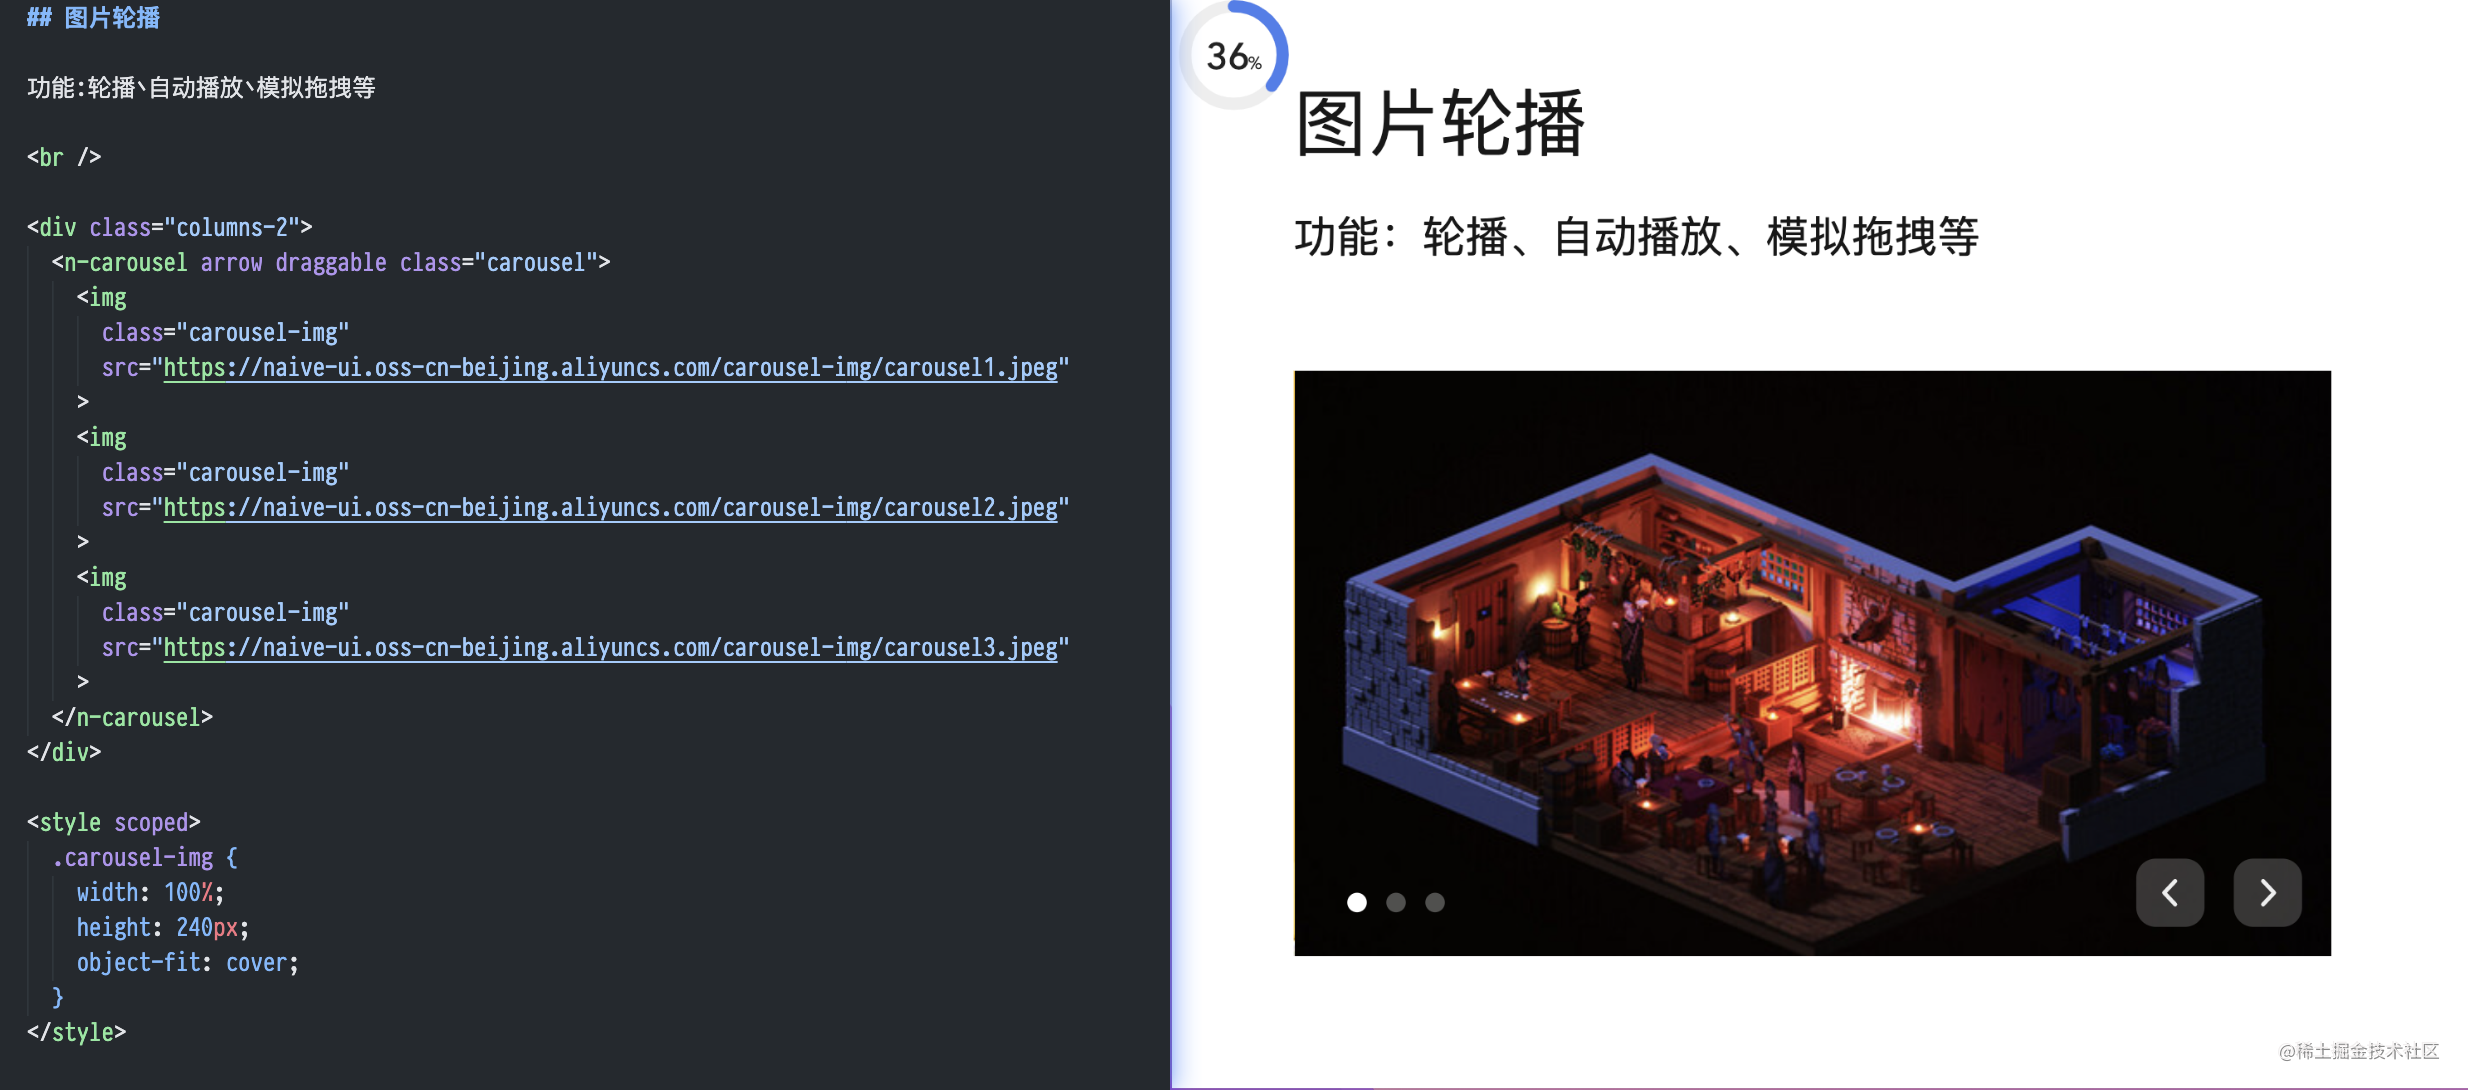 ## 图片轮播
功能:轮播、自动播放、模拟拖拽等
<br />
<div class="columns-2">
<n-carousel arrow draggable class="carousel">
<img
class="carousel-img"
src="https://naive-ui.oss-cn-beijing.aliyuncs.com/carousel-img/carousel1.jpeg"
>
<img
class="carousel-img"
src="https://naive-ui.oss-cn-beijing.aliyuncs.com/carousel-img/carousel2.jpeg"
>
<img
class="carousel-img"
src="https://naive-ui.oss-cn-beijing.aliyuncs.com/carousel-img/carousel3.jpeg"
>
</n-carousel>
</div>
<style scoped>
.carousel-img {
width: 100%;
height: 240px;
object-fit: cover;
}
</style>
36%
图片轮播
功能：轮播、自动播放、模拟拖拽等
@稀土掘金技术社区